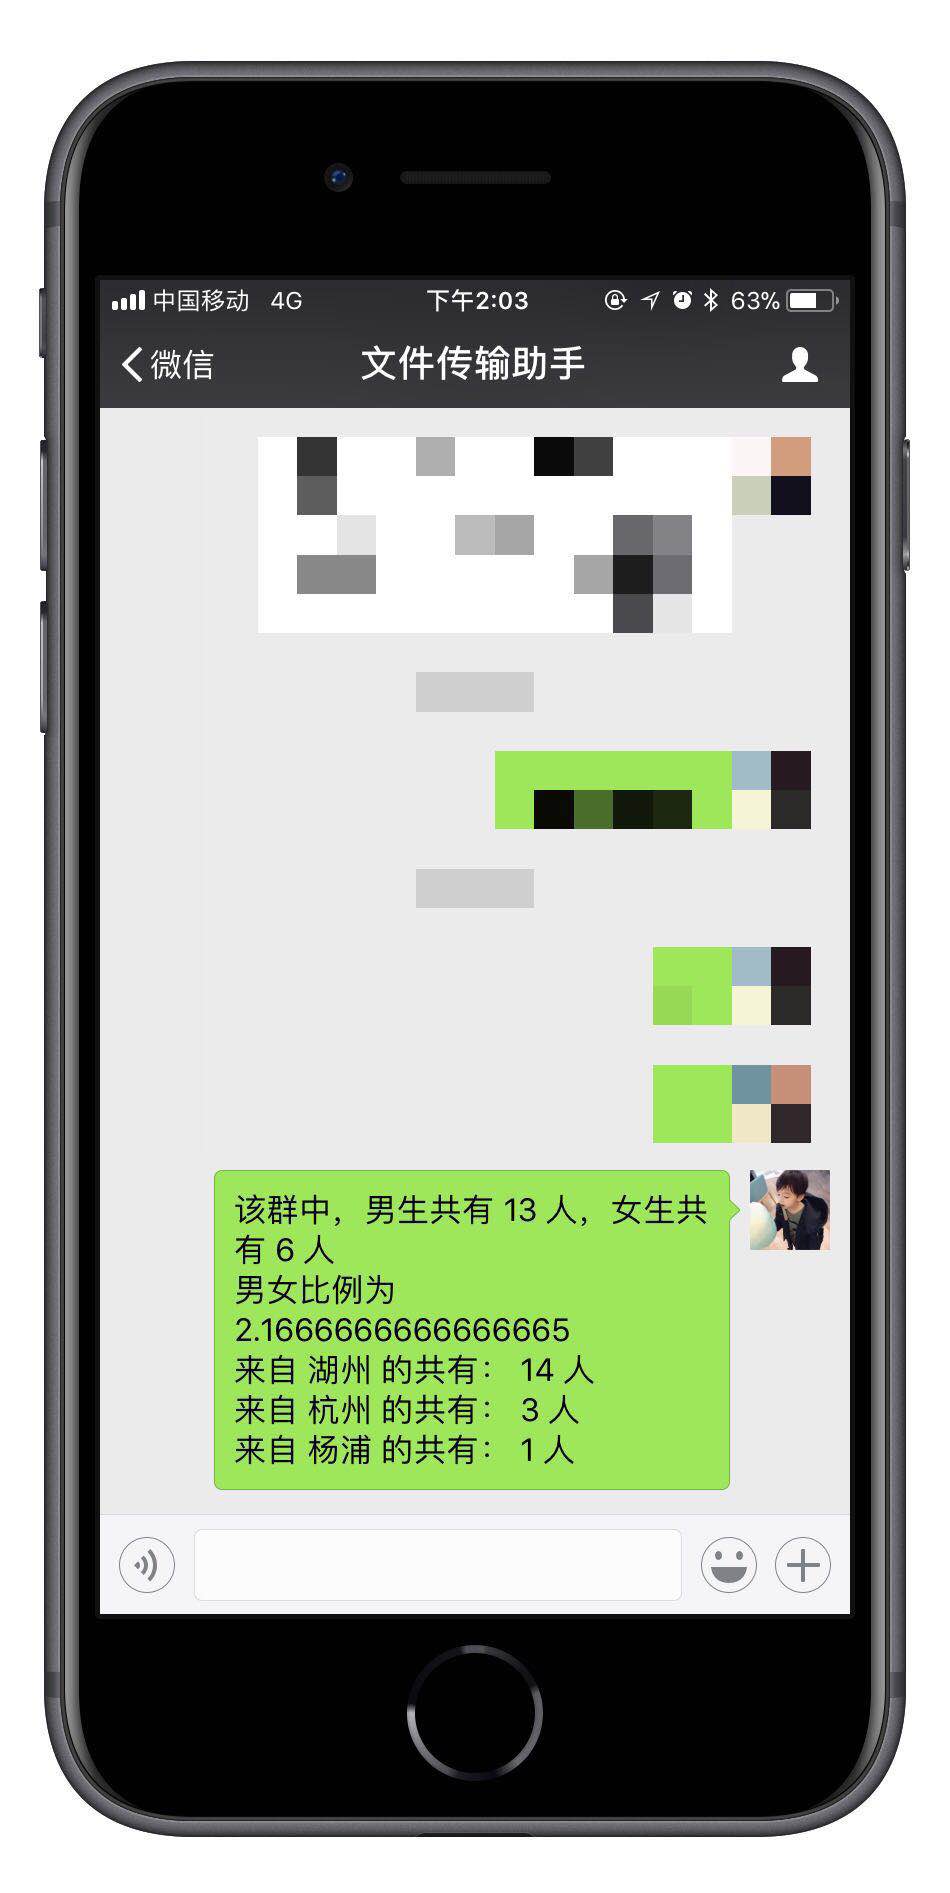 中国移动 4G 下午2:03 63%
微信 文件传输助手
该群中，男生共有 13 人，女生共
有 6 人
男女比例为
2.1666666666666665
来自 湖州 的共有： 14 人
来自 杭州 的共有： 3 人
来自 杨浦 的共有： 1 人